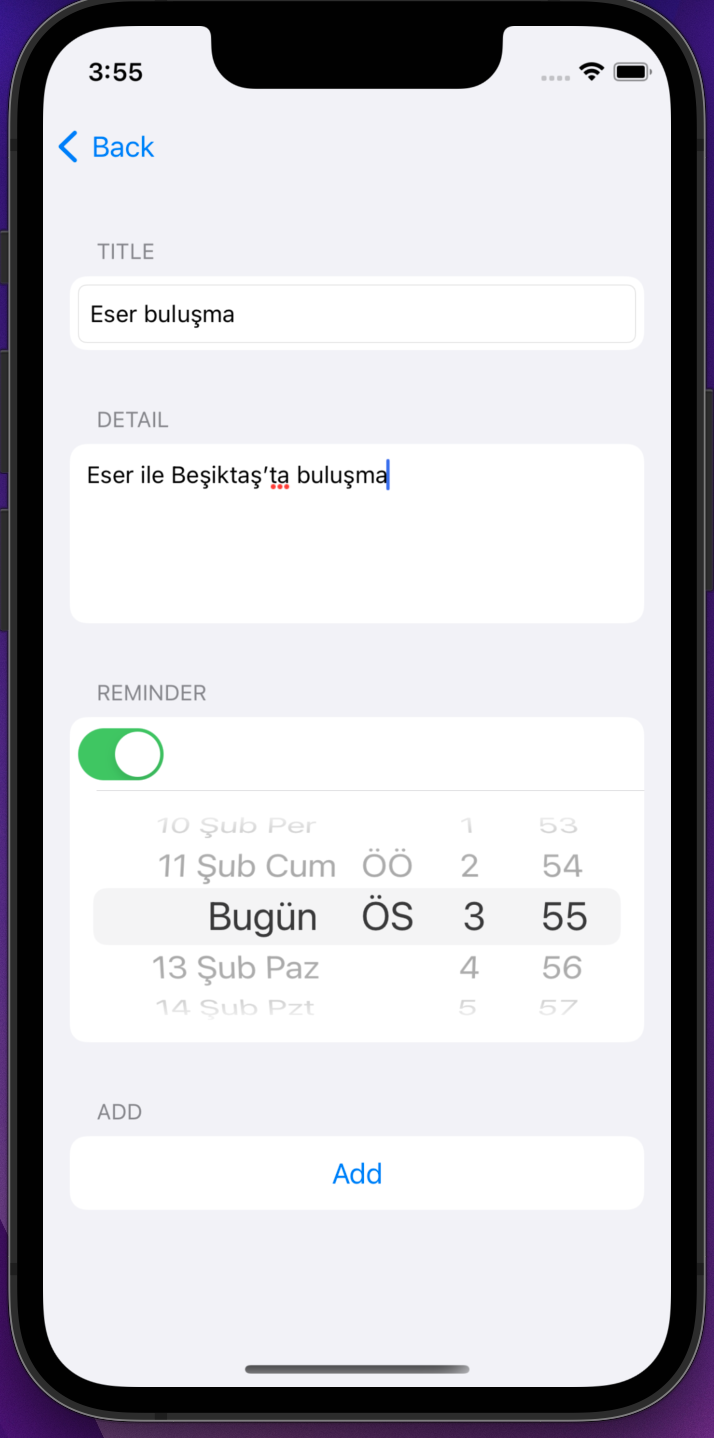 3:55
Back
TITLE
Eser buluşma
DETAIL
Eser ile Beşiktaş'ta buluşma
REMINDER
10 Şub Per 1 53
11 Şub Cum ÖÖ 2 54
Bugün ÖS 3 55
13 Şub Paz 4 56
14 Şub Pzt 5 57
ADD
Add